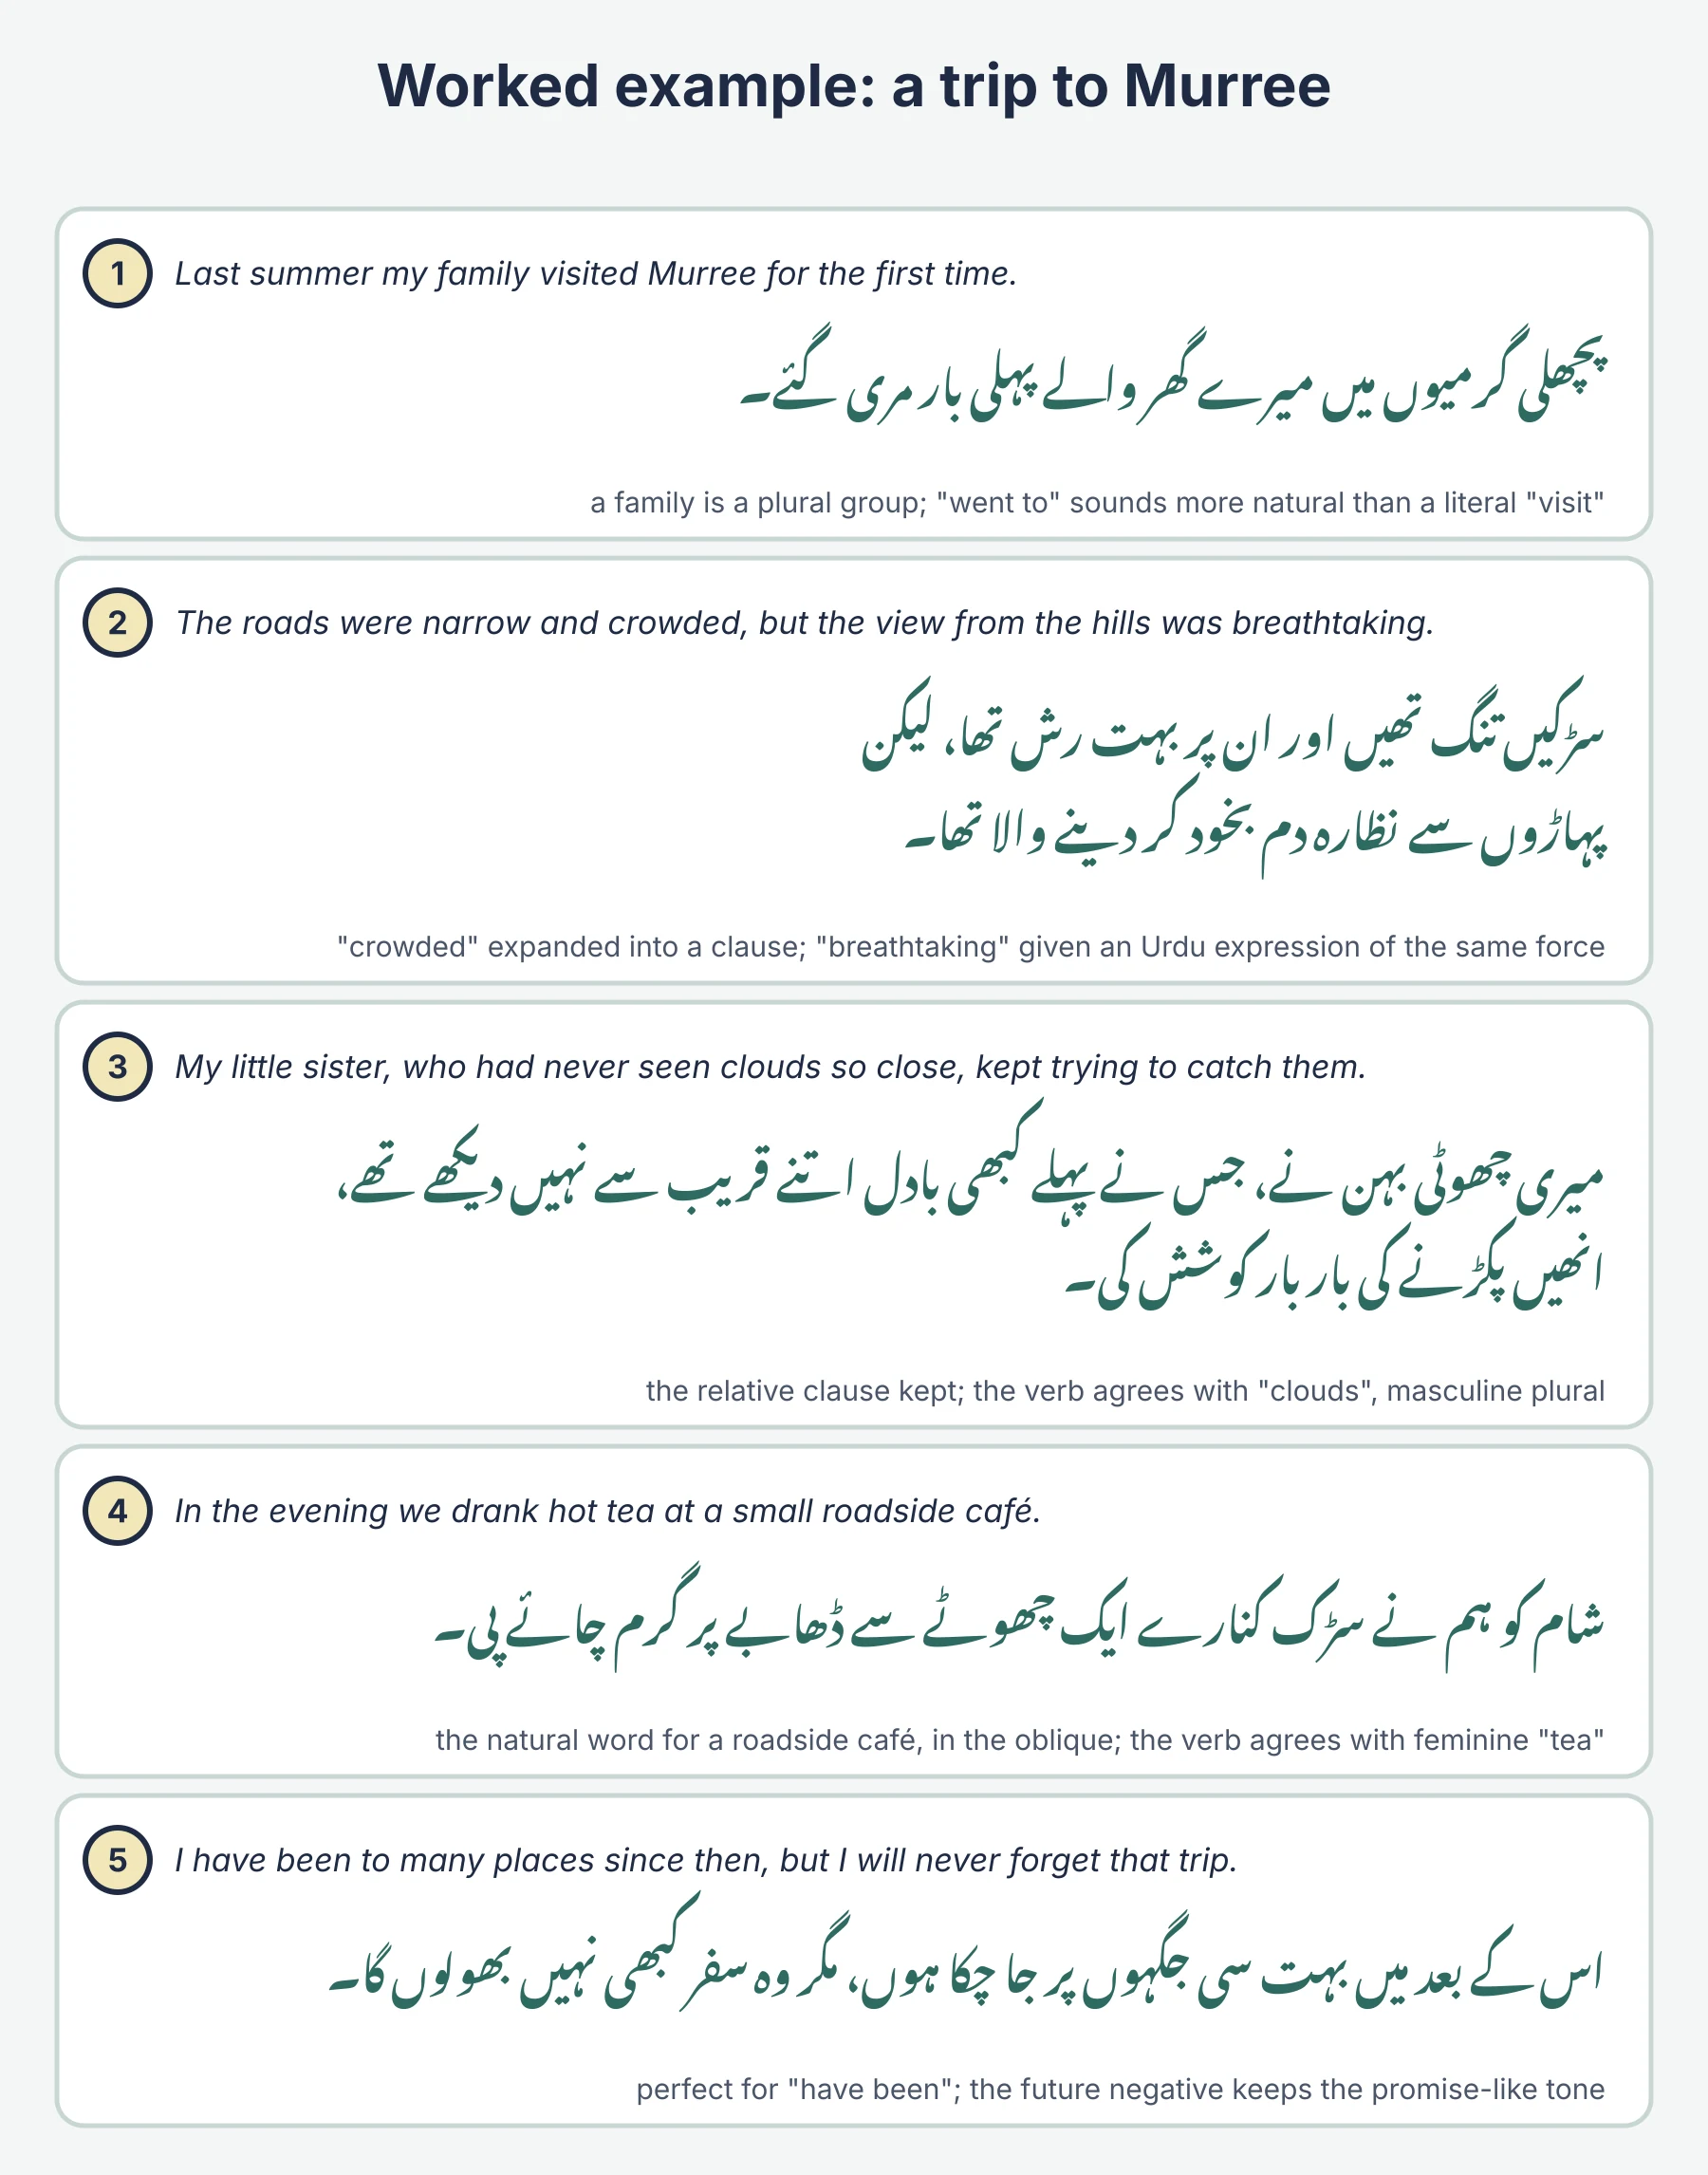 Worked example: a trip to Murree
1
Last summer my family visited Murree for the first time.
پچھلی گرمیوں میں میرے گھر والے پہلی بار مری گئے۔
a family is a plural group; "went to" sounds more natural than a literal "visit"
2
The roads were narrow and crowded, but the view from the hills was breathtaking.
سڑکیں تنگ تھیں اور ان پر بہت رش تھا، لیکن
پہاڑوں سے نظارہ دم بخود کر دینے والا تھا۔
"crowded" expanded into a clause; "breathtaking" given an Urdu expression of the same force
3
My little sister, who had never seen clouds so close, kept trying to catch them.
میری چھوٹی بہن نے، جس نے پہلے کبھی بادل اتنے قریب سے نہیں دیکھے تھے،
انھیں پکڑنے کی بار بار کوشش کی۔
the relative clause kept; the verb agrees with "clouds", masculine plural
4
In the evening we drank hot tea at a small roadside café.
شام کو ہم نے سڑک کنارے ایک چھوٹے سے ڈھابے پر گرم چائے پی۔
the natural word for a roadside café, in the oblique; the verb agrees with feminine "tea"
5
I have been to many places since then, but I will never forget that trip.
اس کے بعد میں بہت سی جگہوں پر جا چکا ہوں، مگر وہ سفر کبھی نہیں بھولوں گا۔
perfect for "have been"; the future negative keeps the promise-like tone